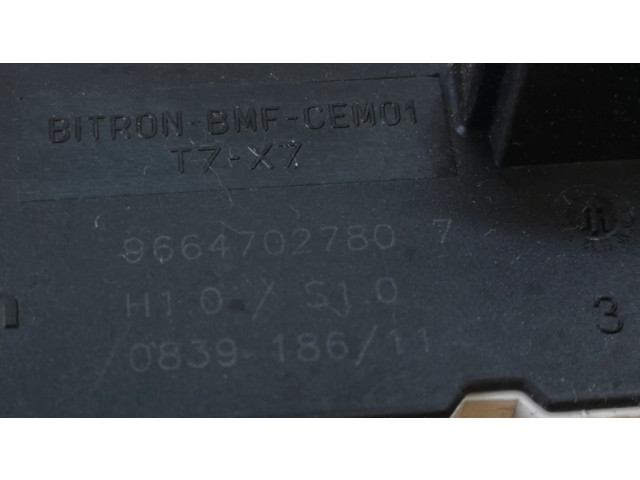 BITRON-BMF-CEM01
T7-X7
9664702780 7
H1.0 / S1.0
0839-186/11
3